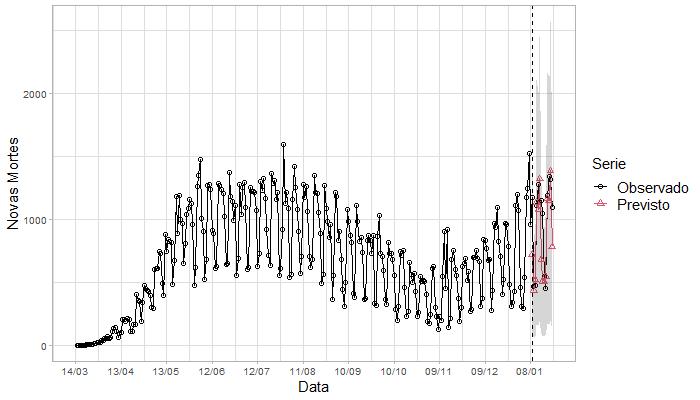 Novas Mortes
2000
1000
0
14/03 13/04 13/05 12/06 12/07 11/08 10/09 10/10 09/11 09/12 08/01
Data
Serie
Observado
Previsto